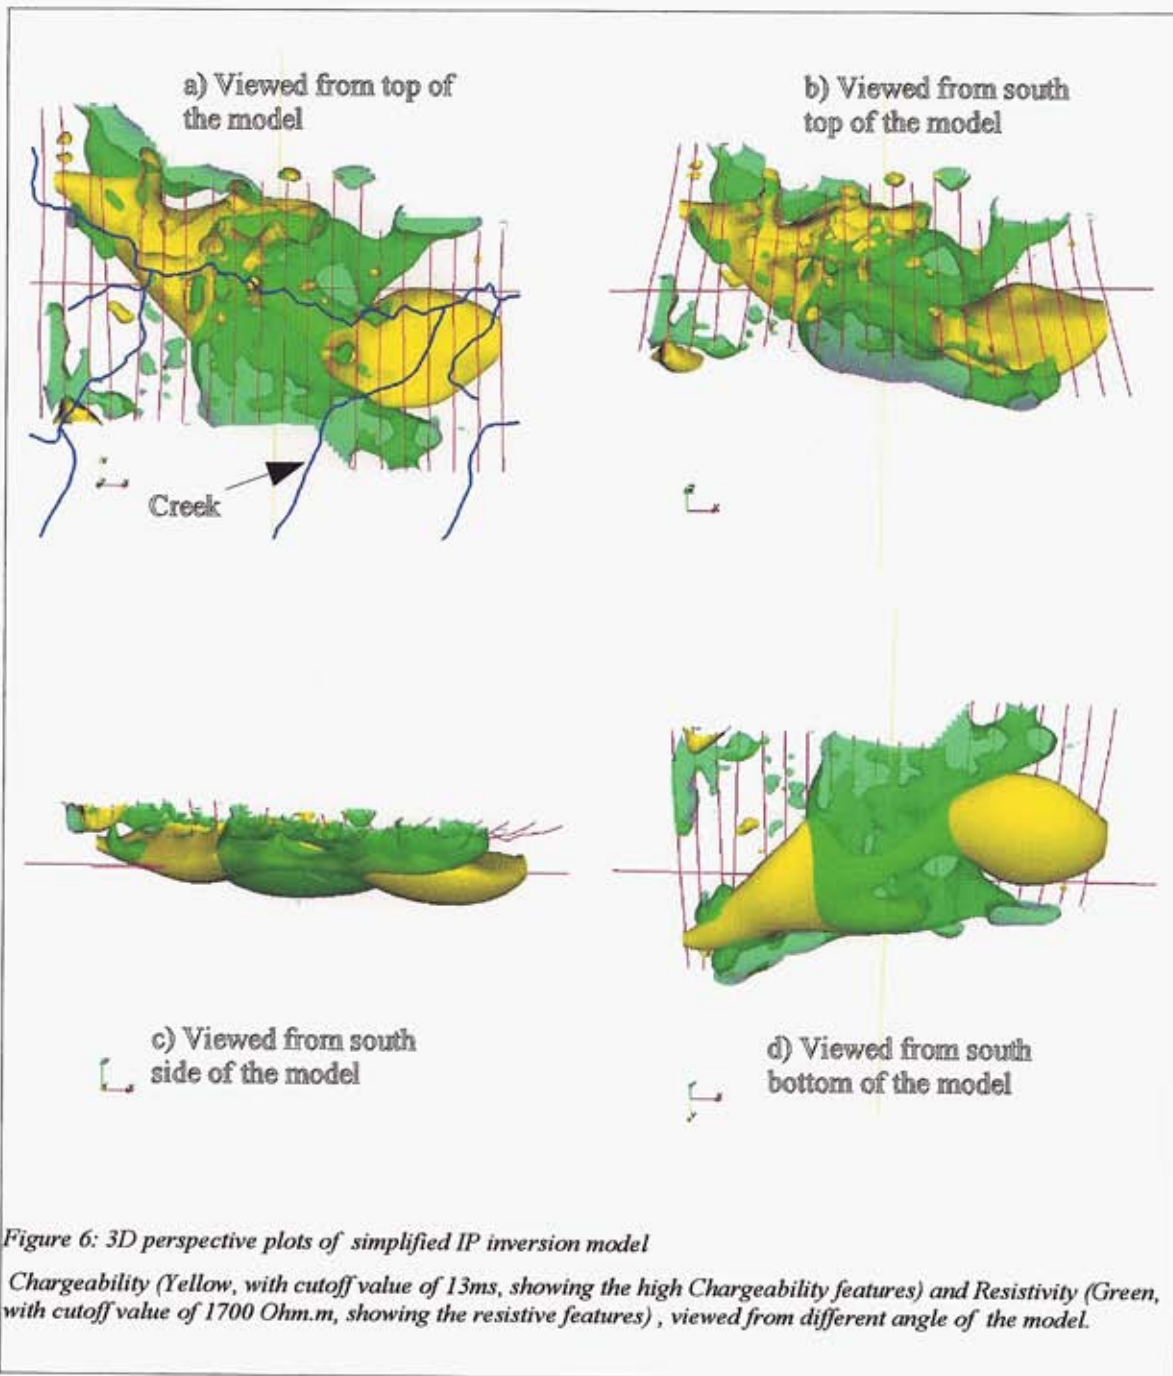 a) Viewed from top of
the model
b) Viewed from south
top of the model
Creek
c) Viewed from south
side of the model
d) Viewed from south
bottom of the model
Figure 6: 3D perspective plots of simplified IP inversion model
Chargeability (Yellow, with cutoff value of 13ms, showing the high Chargeability features) and Resistivity (Green,
with cutoff value of 1700 Ohm.m, showing the resistive features) , viewed from different angle of the model.